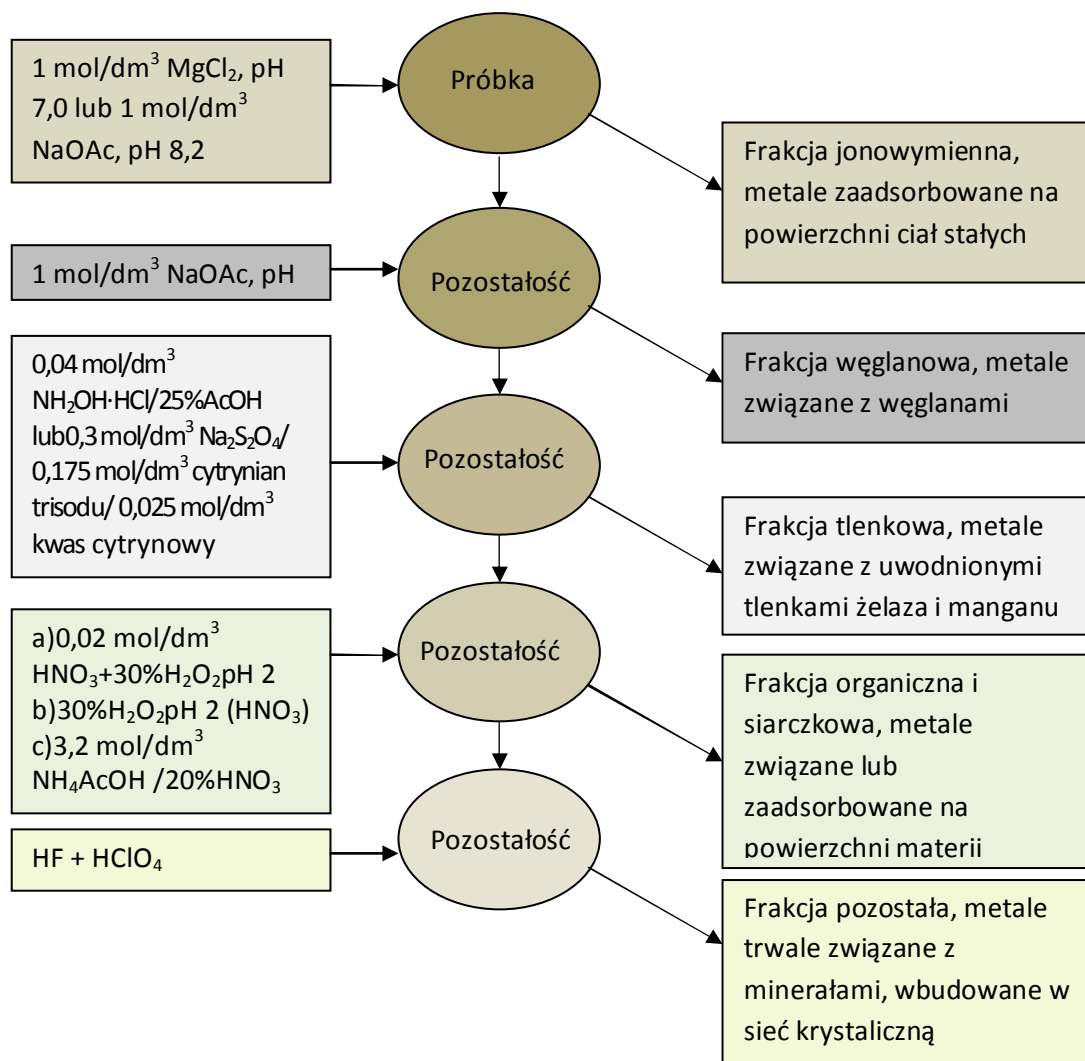 1 mol/dm³ MgCl₂, pH
7,0 lub 1 mol/dm³
NaOAc, pH 8,2
Próbka
Frakcja jonowymienna,
metale zaadsorbowane na
powierzchni ciał stałych
1 mol/dm³ NaOAc, pH
Pozostałość
Frakcja węglanowa, metale
związane z węglanami
0,04 mol/dm³
NH₂OH·HCl/25%AcOH
lub0,3 mol/dm³ Na₂S₂O₄/
0,175 mol/dm³ cytrynian
trisodu/ 0,025 mol/dm³
kwas cytrynowy
Pozostałość
Frakcja tlenkowa, metale
związane z uwodnionymi
tlenkami żelaza i manganu
a)0,02 mol/dm³
HNO₃+30%H₂O₂pH 2
b)30%H₂O₂pH 2 (HNO₃)
c)3,2 mol/dm³
NH₄AcOH /20%HNO₃
Pozostałość
Frakcja organiczna i
siarczkowa, metale
związane lub
zaadsorbowane na
powierzchni materii
HF + HClO₄
Pozostałość
Frakcja pozostała, metale
trwale związane z
minerałami, wbudowane w
sieć krystaliczną